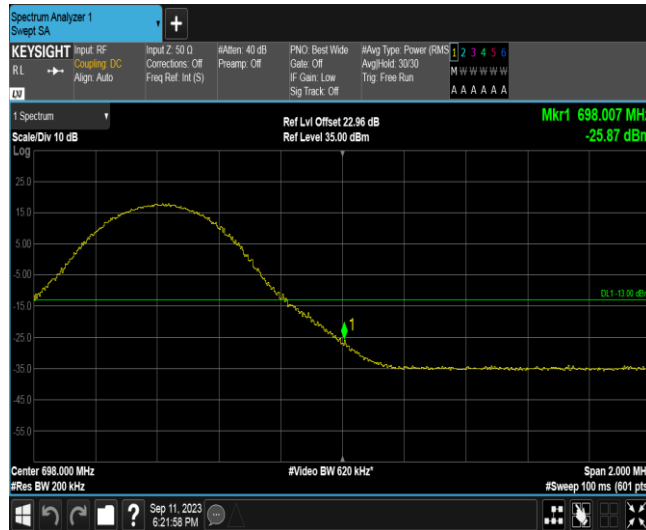 Spectrum Analyzer 1
Swept SA
+
KEYSIGHT
RL
LXI
Input: RF
Coupling: DC
Align: Auto
Input Z: 50 Ω
Corrections: Off
Freq Ref: Int (S)
#Atten: 40 dB
Preamp: Off
PNO: Best Wide
Gate: Off
IF Gain: Low
Sig Track: Off
#Avg Type: Power (RMS
Avg|Hold: 30/30
Trig: Free Run
1 2 3 4 5 6
M W W W W W
A A A A A A
1 Spectrum
Scale/Div 10 dB
Log
Ref Lvl Offset 22.96 dB
Ref Level 35.00 dBm
Mkr1 698.007 MHz
-25.87 dBm
25.0
15.0
5.00
-5.00
-15.0
-25.0
-35.0
-45.0
-55.0
DL1 -13.00 dBm
1
Center 698.000 MHz
#Res BW 200 kHz
#Video BW 620 kHz*
Span 2.000 MH
#Sweep 100 ms (601 pts
?
Sep 11, 2023
6:21:58 PM